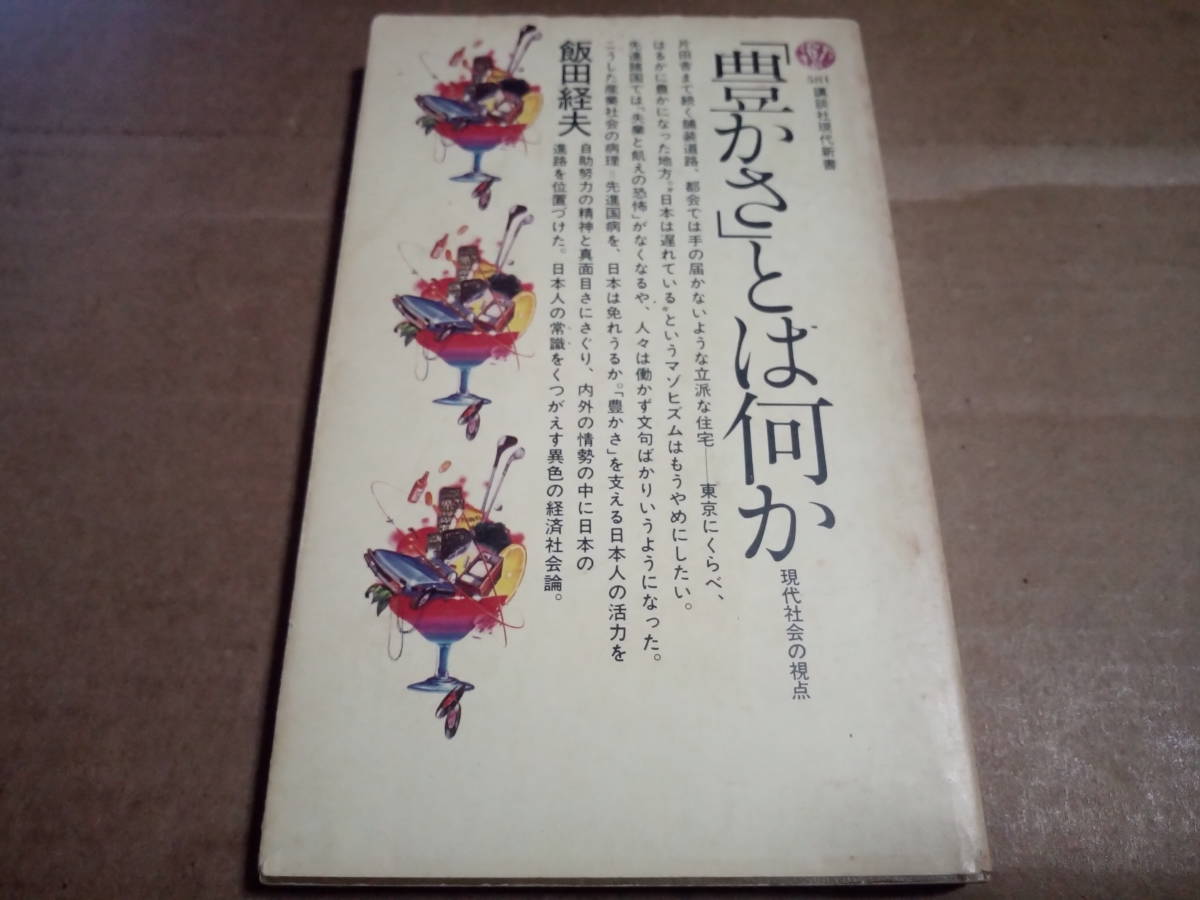 581
講談社現代新書
「豊かさ」とは何か
現代社会の視点
片田舎まで続く舗装道路、都会では手の届かないような立派な住宅——東京にくらべ、
はるかに豊かになった地方。“日本は遅れている”というマゾヒズムはもうやめにしたい。
先進諸国では、“失業と飢えの恐怖”がなくなるや、人々は働かず文句ばかりいうようになった。
こうした産業社会の病理＝先進国病を、日本は免れうるか。「豊かさ」を支える日本人の活力を
自助努力の精神と真面目さにさぐり、内外の情勢の中に日本の
進路を位置づけた。日本人の常識をくつがえす異色の経済社会論。
飯田経夫